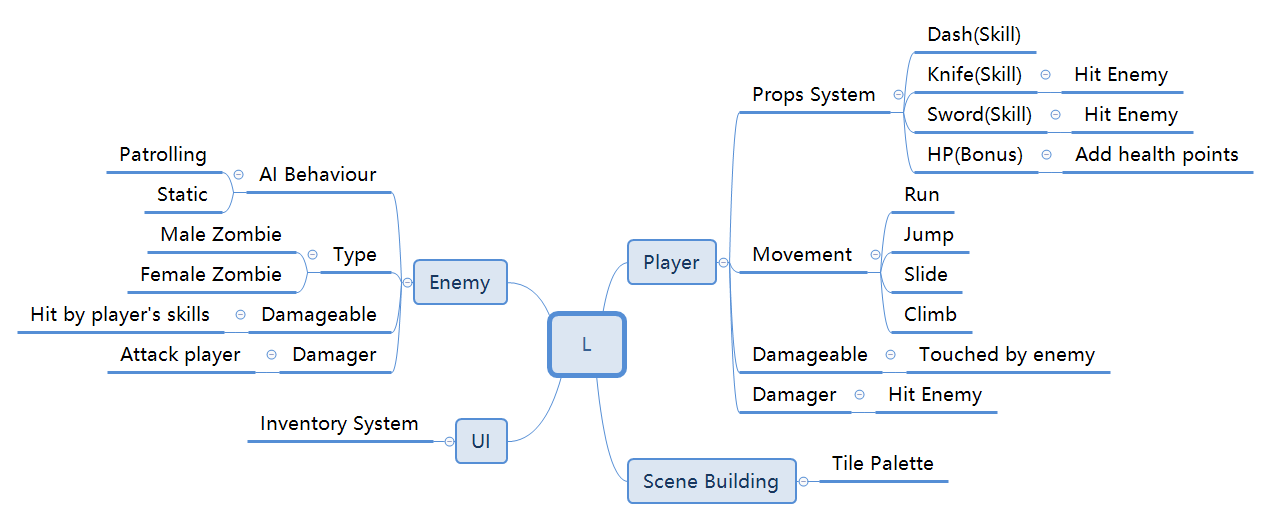 L
Player
Props System
Dash(Skill)
Knife(Skill)
Hit Enemy
Sword(Skill)
Hit Enemy
HP(Bonus)
Add health points
Movement
Run
Jump
Slide
Climb
Damageable
Touched by enemy
Damager
Hit Enemy
Scene Building
Tile Palette
Enemy
AI Behaviour
Patrolling
Static
Type
Male Zombie
Female Zombie
Damageable
Hit by player's skills
Damager
Attack player
UI
Inventory System